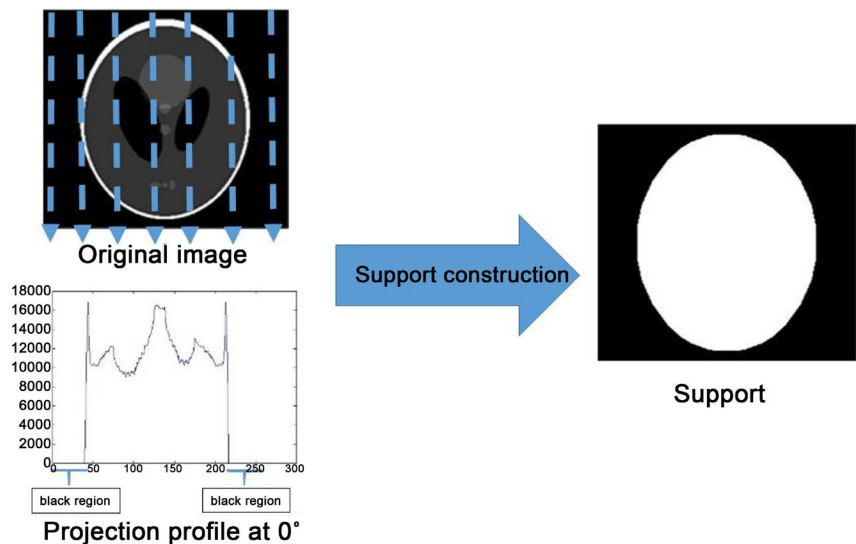 Original image
18000
16000
14000
12000
10000
8000
6000
4000
2000
0
0 50 100 150 200 250 300
black region black region
Projection profile at 0°
Support construction
Support